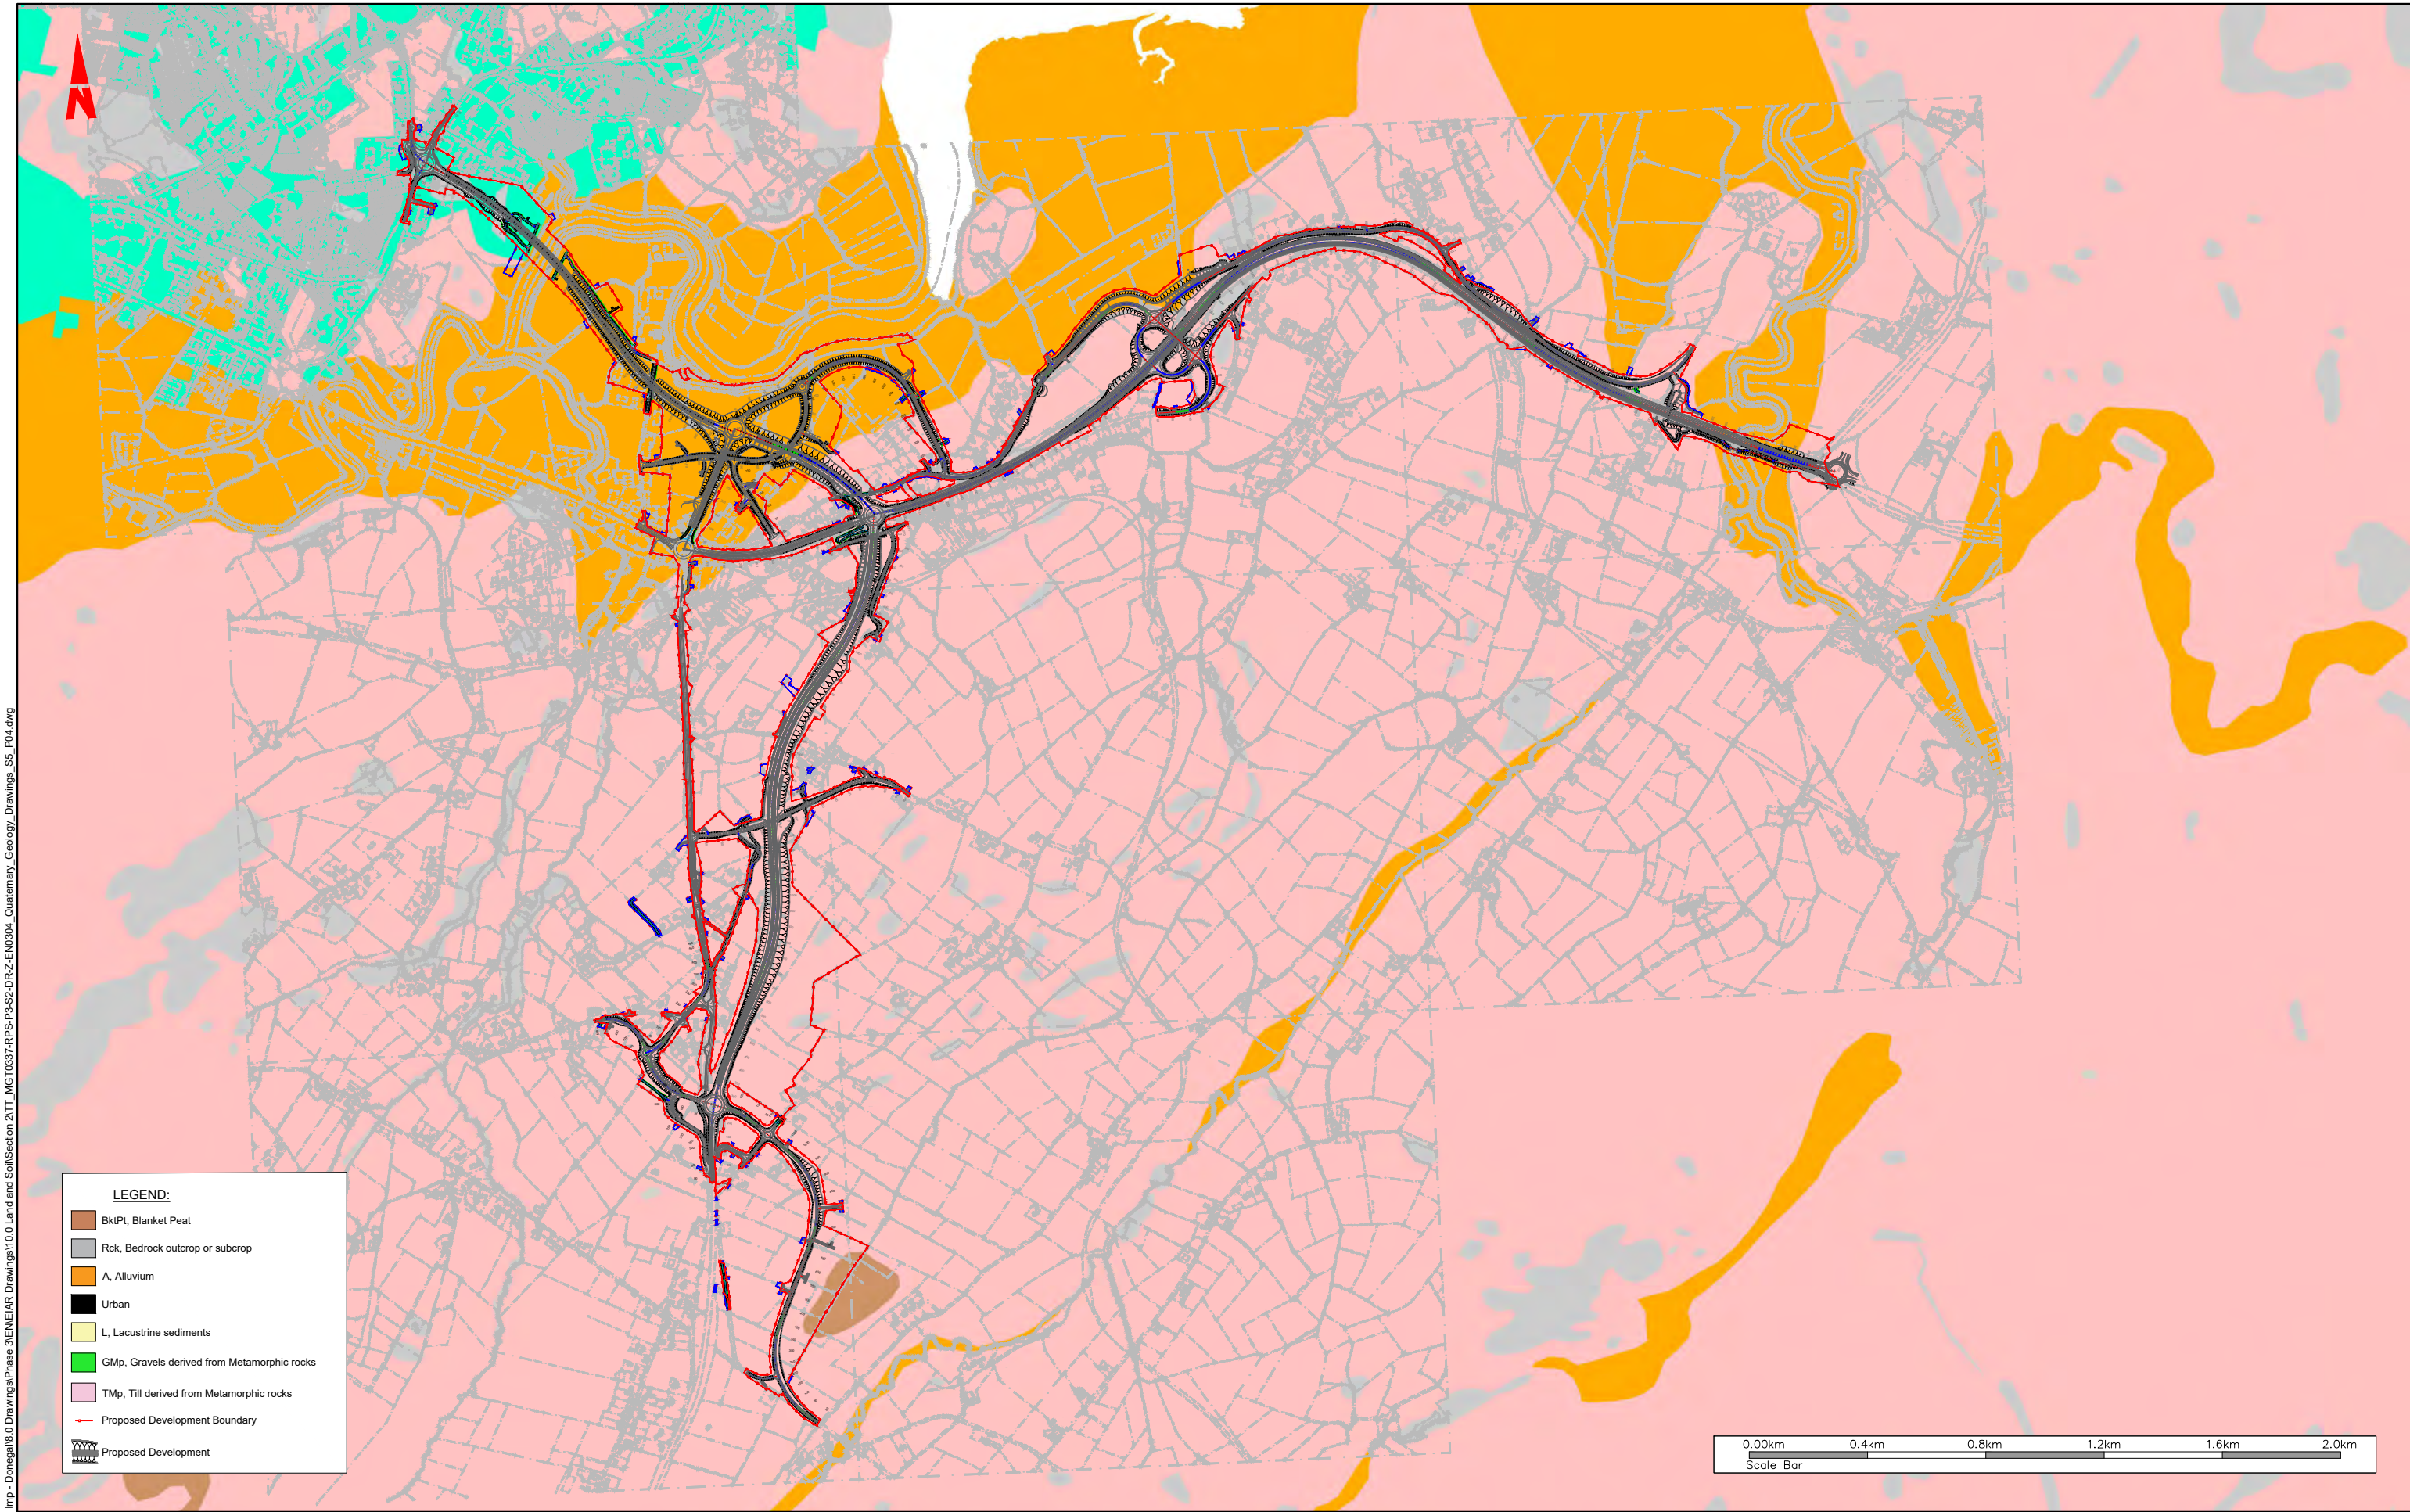 N
LEGEND:
BktPt, Blanket Peat
Rck, Bedrock outcrop or subcrop
A, Alluvium
Urban
L, Lacustrine sediments
GMp, Gravels derived from Metamorphic rocks
TMp, Till derived from Metamorphic rocks
Proposed Development Boundary
Proposed Development
0.00km 0.4km 0.8km 1.2km 1.6km 2.0km
Scale Bar
Imp - Donegal\8.0 Drawings\Phase 3\EN\EIAR Drawings\10.0 Land and Soil\Section 2\TT_MGT0337-RPS-P3-S2-DR-Z-EN0304_Quaternary_Geology_Drawings_S5_P04.dwg